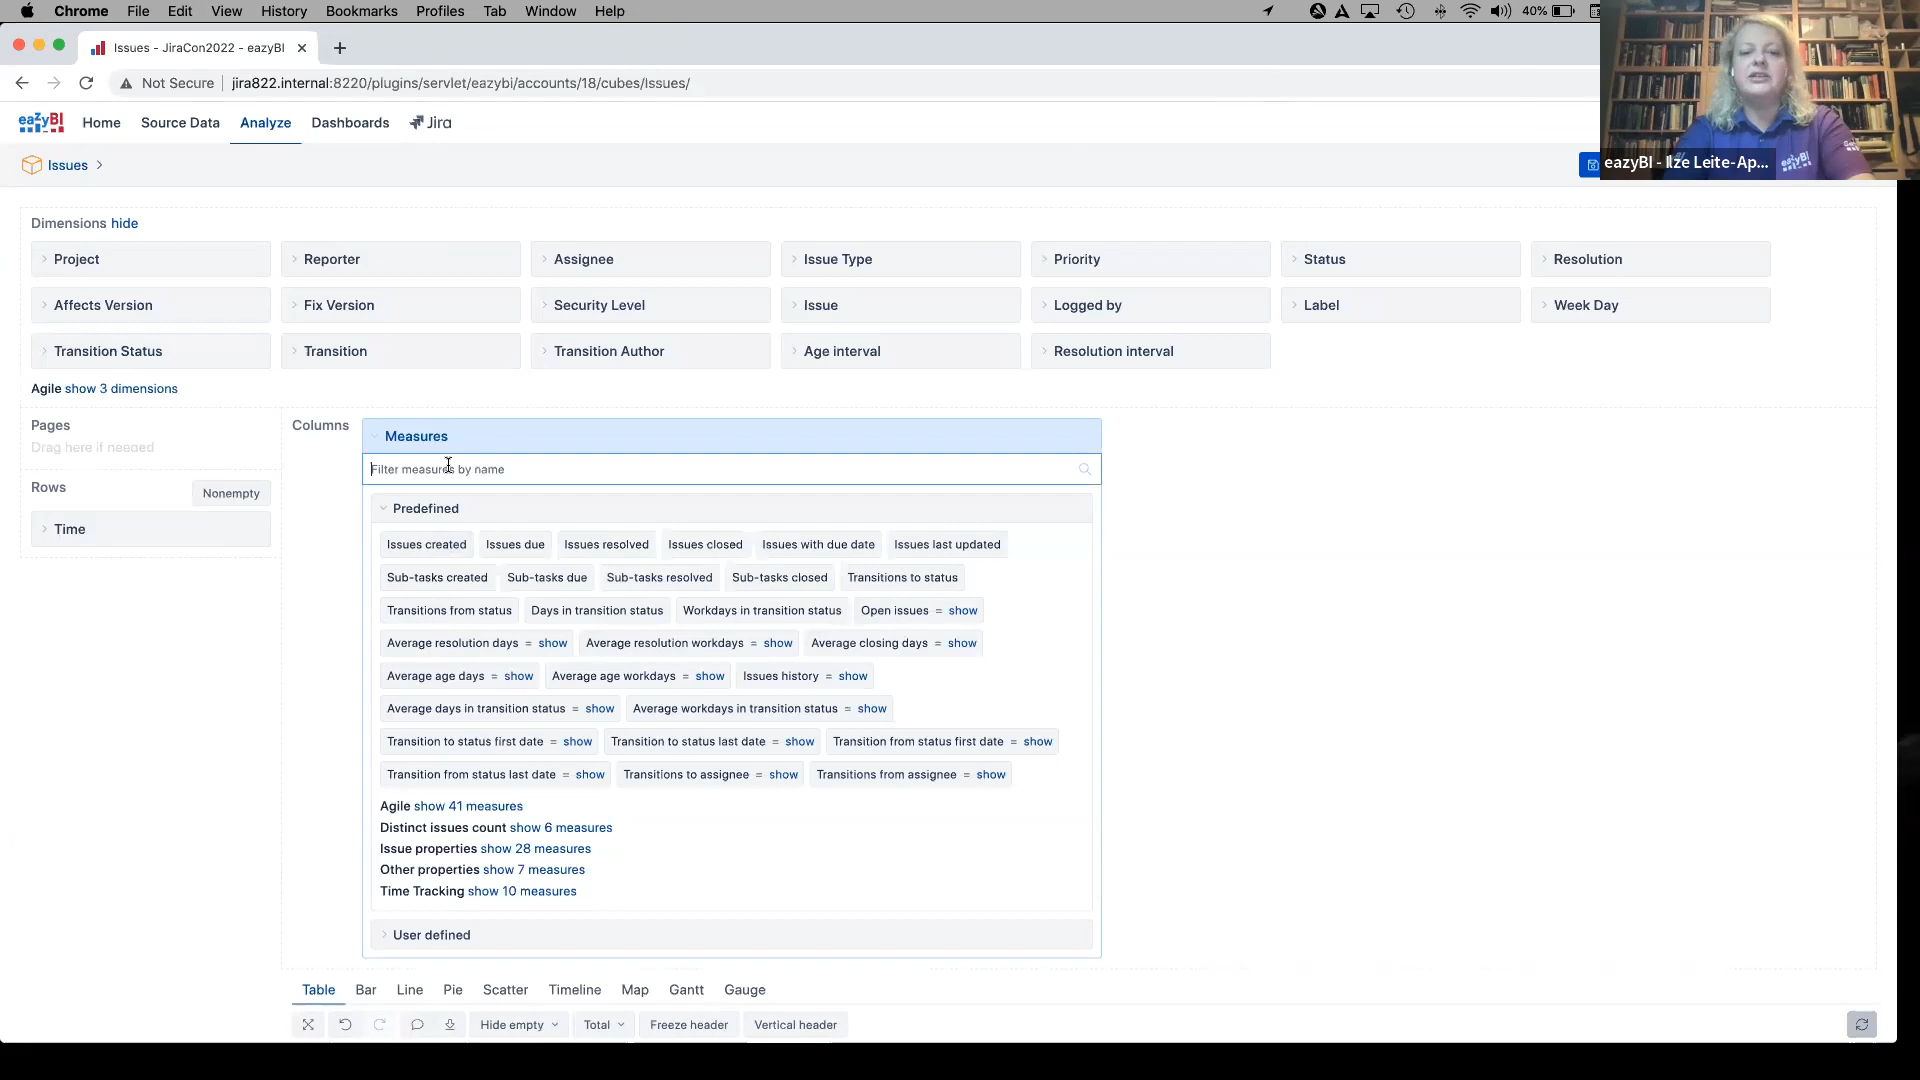 Chrome File Edit View History Bookmarks Profiles Tab Window Help 40%
Issues - JiraCon2022 - eazyBI
Not Secure jira822.internal:8220/plugins/servlet/eazybi/accounts/18/cubes/Issues/
eazyBI Home Source Data Analyze Dashboards Jira
Issues
eazyBI - Ilze Leite-Ap...
eazyBI
Dimensions hide
Project Reporter Assignee Issue Type Priority Status Resolution
Affects Version Fix Version Security Level Issue Logged by Label Week Day
Transition Status Transition Transition Author Age interval Resolution interval
Agile show 3 dimensions
Pages
Drag here if needed
Rows Nonempty
Time
Columns
Measures
Filter measures by name
Predefined
Issues created Issues due Issues resolved Issues closed Issues with due date Issues last updated
Sub-tasks created Sub-tasks due Sub-tasks resolved Sub-tasks closed Transitions to status
Transitions from status Days in transition status Workdays in transition status Open issues = show
Average resolution days = show Average resolution workdays = show Average closing days = show
Average age days = show Average age workdays = show Issues history = show
Average days in transition status = show Average workdays in transition status = show
Transition to status first date = show Transition to status last date = show Transition from status first date = show
Transition from status last date = show Transitions to assignee = show Transitions from assignee = show
Agile show 41 measures
Distinct issues count show 6 measures
Issue properties show 28 measures
Other properties show 7 measures
Time Tracking show 10 measures
User defined
Table Bar Line Pie Scatter Timeline Map Gantt Gauge
Hide empty Total Freeze header Vertical header